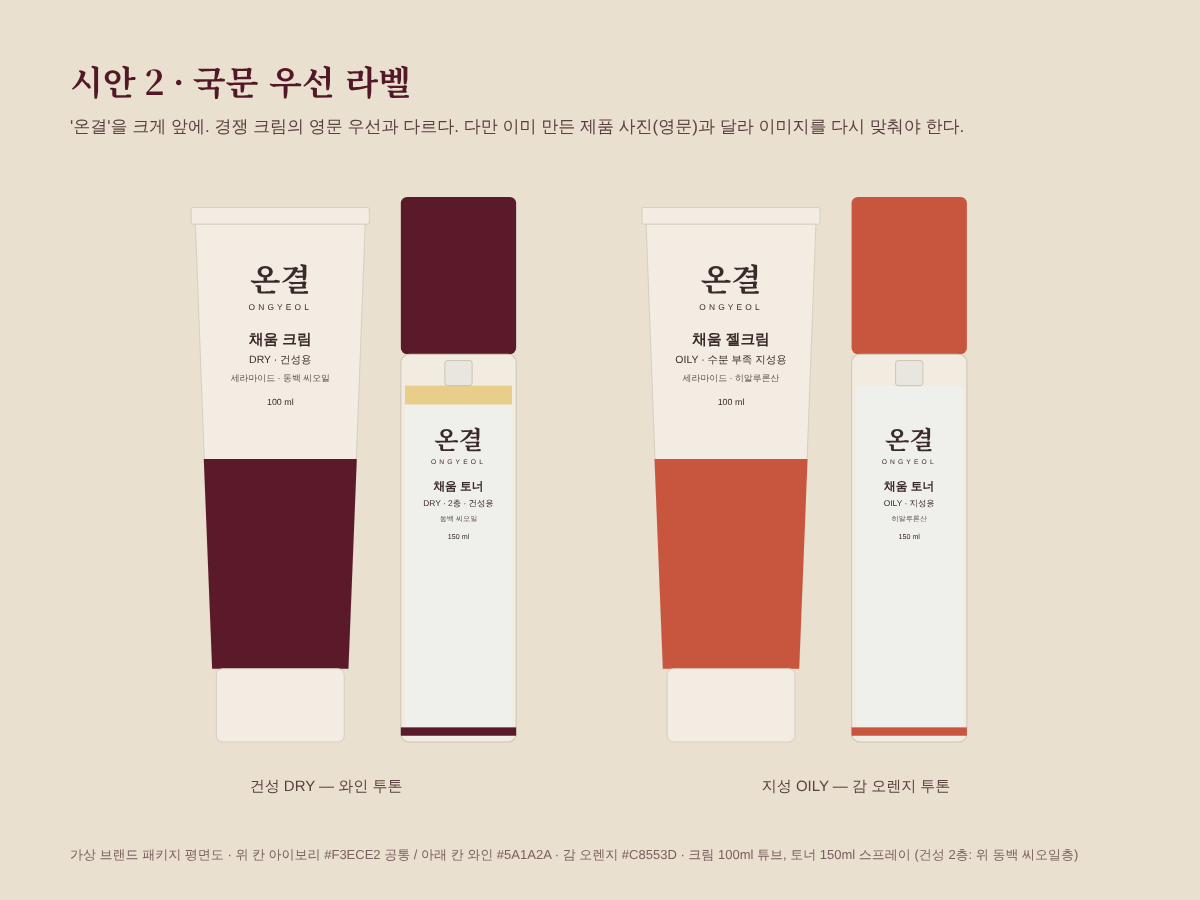 시안 2 · 국문 우선 라벨
'온결'을 크게 앞에. 경쟁 크림의 영문 우선과 다르다. 다만 이미 만든 제품 사진(영문)과 달라 이미지를 다시 맞춰야 한다.
온결
ONGYEOL
채움 크림
DRY · 건성용
세라마이드 · 동백 씨오일
100 ml
온결
ONGYEOL
채움 토너
DRY · 2층 · 건성용
동백 씨오일
150 ml
온결
ONGYEOL
채움 젤크림
OILY · 수분 부족 지성용
세라마이드 · 히알루론산
100 ml
온결
ONGYEOL
채움 토너
OILY · 지성용
히알루론산
150 ml
건성 DRY — 와인 투톤
지성 OILY — 감 오렌지 투톤
가상 브랜드 패키지 평면도 · 위 칸 아이보리 #F3ECE2 공통 / 아래 칸 와인 #5A1A2A · 감 오렌지 #C8553D · 크림 100ml 튜브, 토너 150ml 스프레이 (건성 2층: 위 동백 씨오일층)